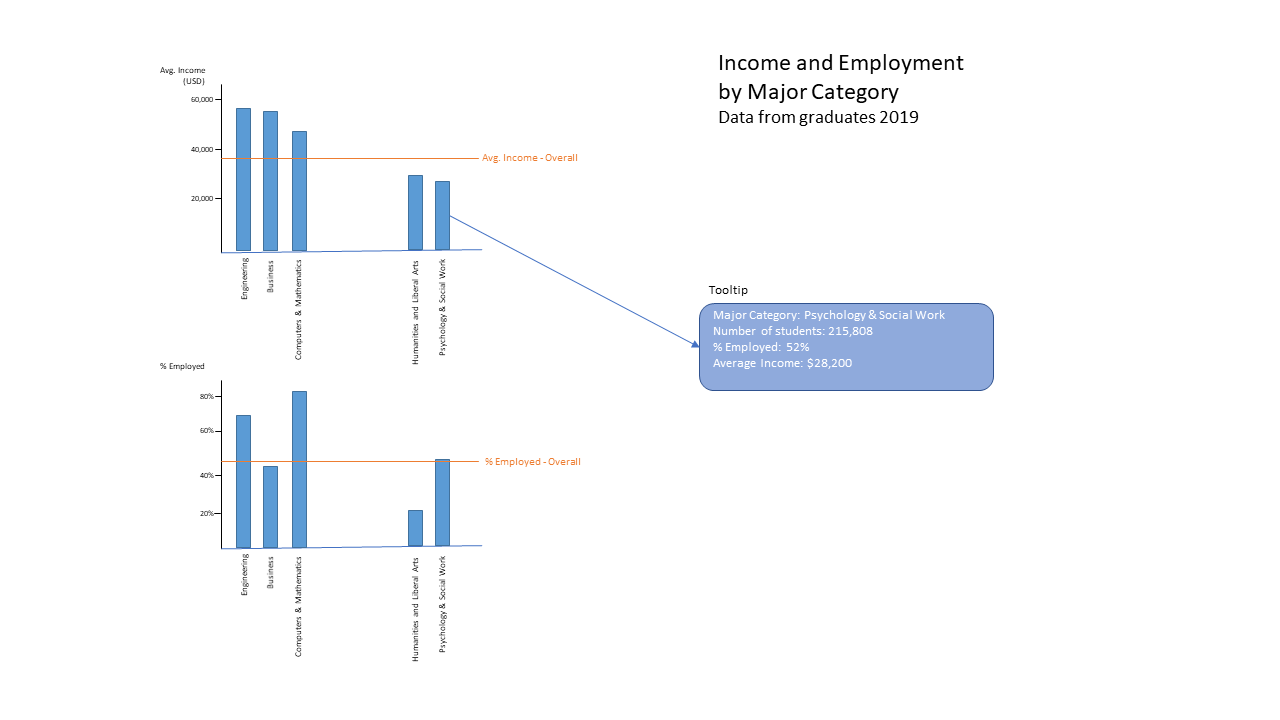 Income and Employment
by Major Category
Data from graduates 2019
Avg. Income
(USD)
60,000
40,000
20,000
Avg. Income - Overall
Engineering
Business
Computers & Mathematics
Humanities and Liberal Arts
Psychology & Social Work
Tooltip
Major Category: Psychology & Social Work
Number of students: 215,808
% Employed: 52%
Average Income: $28,200
% Employed
80%
60%
40%
20%
% Employed - Overall
Engineering
Business
Computers & Mathematics
Humanities and Liberal Arts
Psychology & Social Work